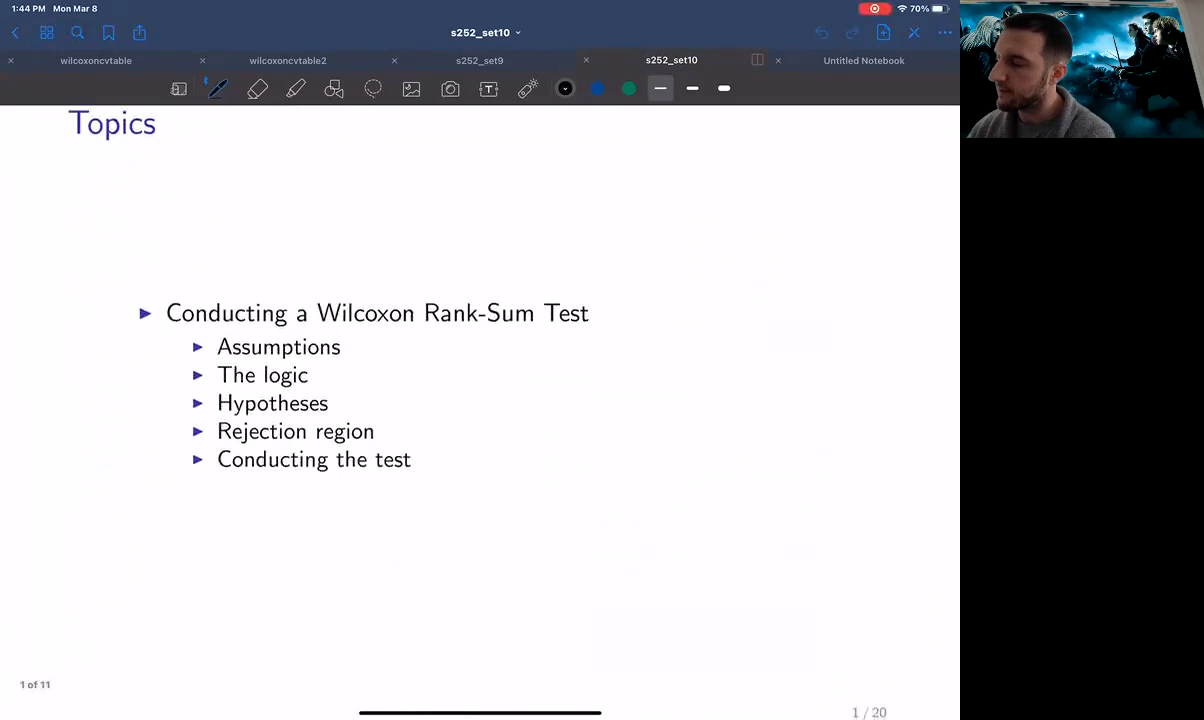 1:44 PM Mon Mar 8
70%
s252_set10
wilcoxoncvtable
wilcoxoncvtable2
s252_set9
s252_set10
Untitled Notebook
T
Topics
Conducting a Wilcoxon Rank-Sum Test
Assumptions
The logic
Hypotheses
Rejection region
Conducting the test
1 of 11
1 / 20